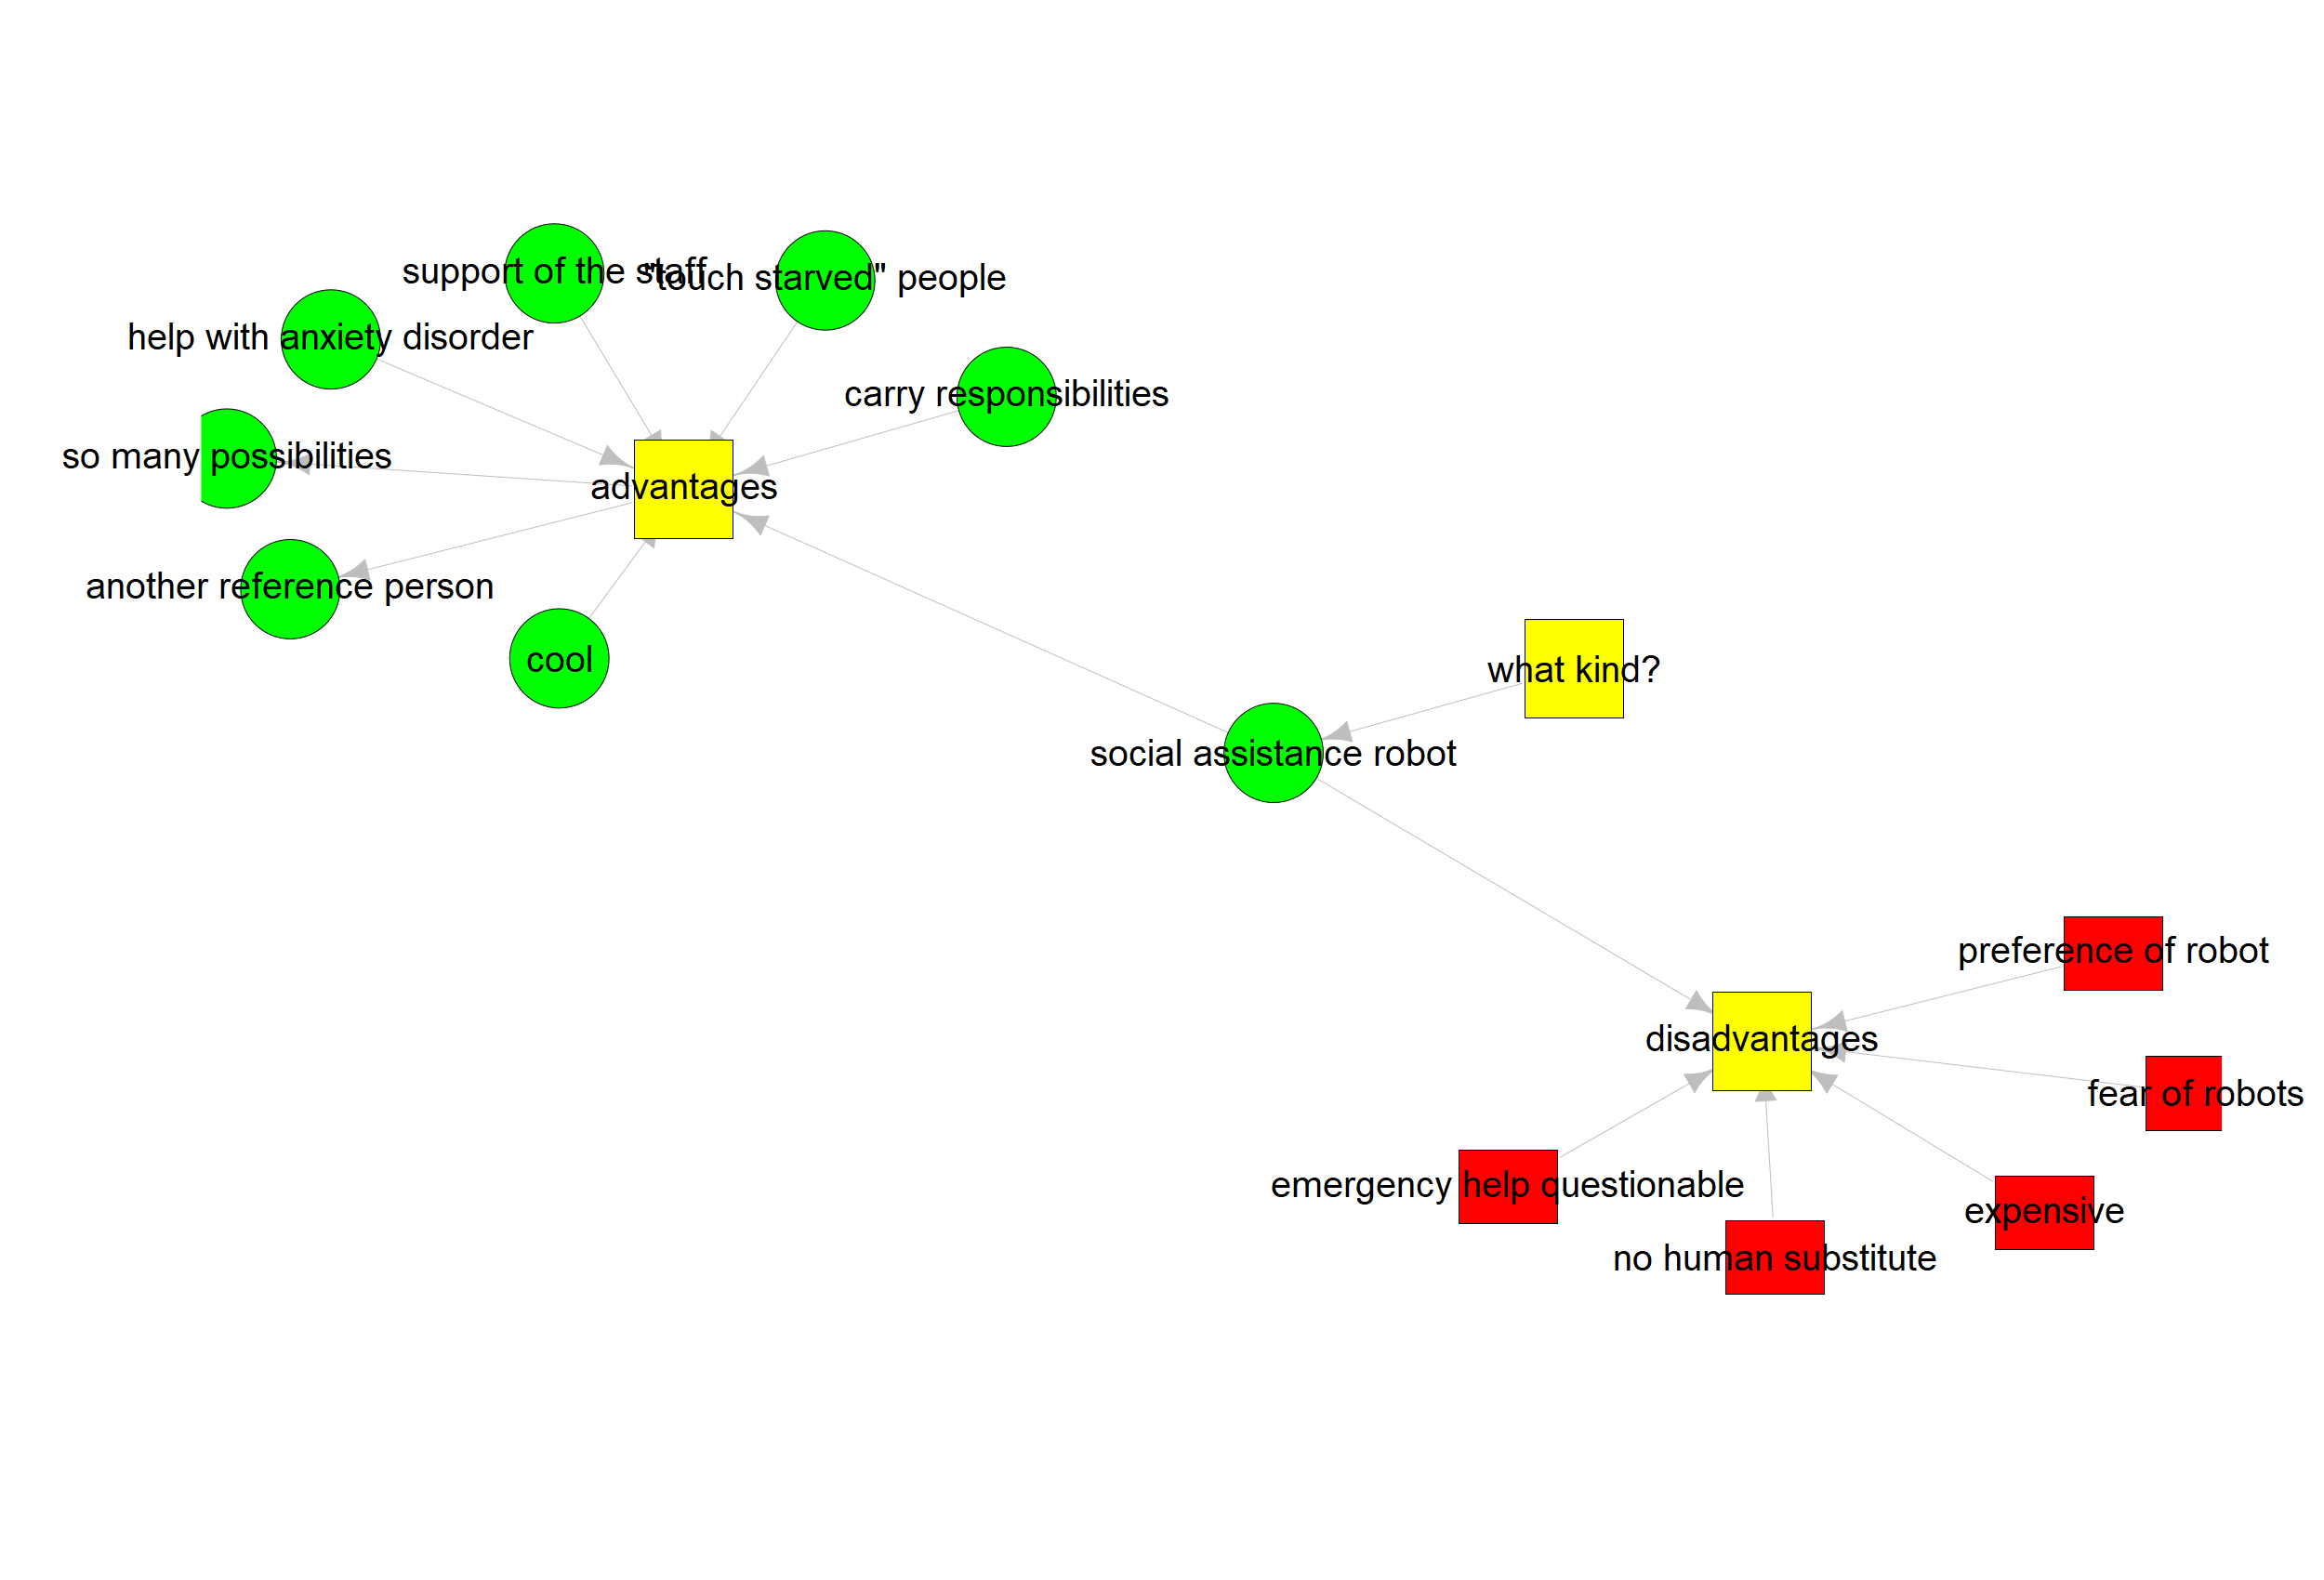 support of the staff
"touch starved" people
help with anxiety disorder
carry responsibilities
so many possibilities
advantages
another reference person
cool
what kind?
social assistance robot
preference of robot
disadvantages
fear of robots
emergency help questionable
expensive
no human substitute